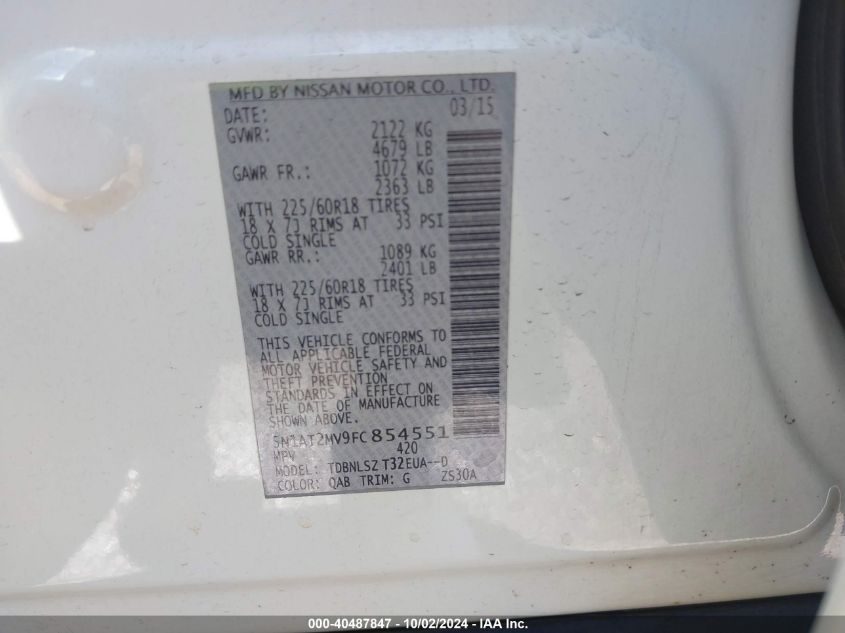 MFD BY NISSAN MOTOR CO., LTD.
DATE: 03/15
GVWR: 2122 KG
4679 LB
GAWR FR.: 1072 KG
2363 LB
WITH 225/60R18 TIRES
18 X 7J RIMS AT 33 PSI
COLD SINGLE
GAWR RR.: 1089 KG
2401 LB
WITH 225/60R18 TIRES
18 X 7J RIMS AT 33 PSI
COLD SINGLE
THIS VEHICLE CONFORMS TO
ALL APPLICABLE FEDERAL
MOTOR VEHICLE SAFETY AND
THEFT PREVENTION
STANDARDS IN EFFECT ON
THE DATE OF MANUFACTURE
SHOWN ABOVE.
5N1AT2MV9FC854551
MPV 420
MODEL: TDBNLSZ T32EUA--D
COLOR: QAB TRIM: G ZS30A
000-40487847 - 10/02/2024 - IAAI.com Inc.